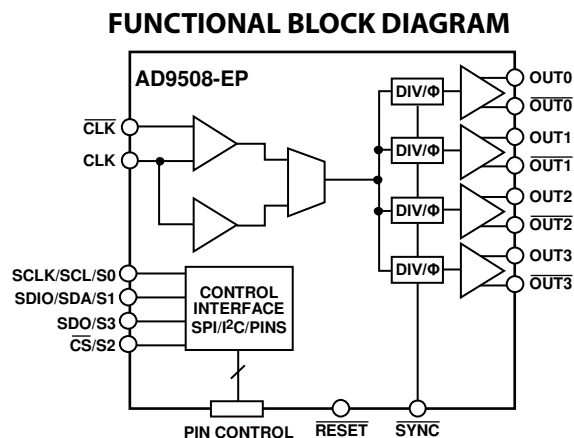 FUNCTIONAL BLOCK DIAGRAM
AD9508-EP
CLK
CLK
DIV/Φ
DIV/Φ
DIV/Φ
DIV/Φ
OUT0
OUT0
OUT1
OUT1
OUT2
OUT2
OUT3
OUT3
SCLK/SCL/S0
SDIO/SDA/S1
SDO/S3
CS/S2
CONTROL
INTERFACE
SPI/I²C/PINS
PIN CONTROL
RESET
SYNC